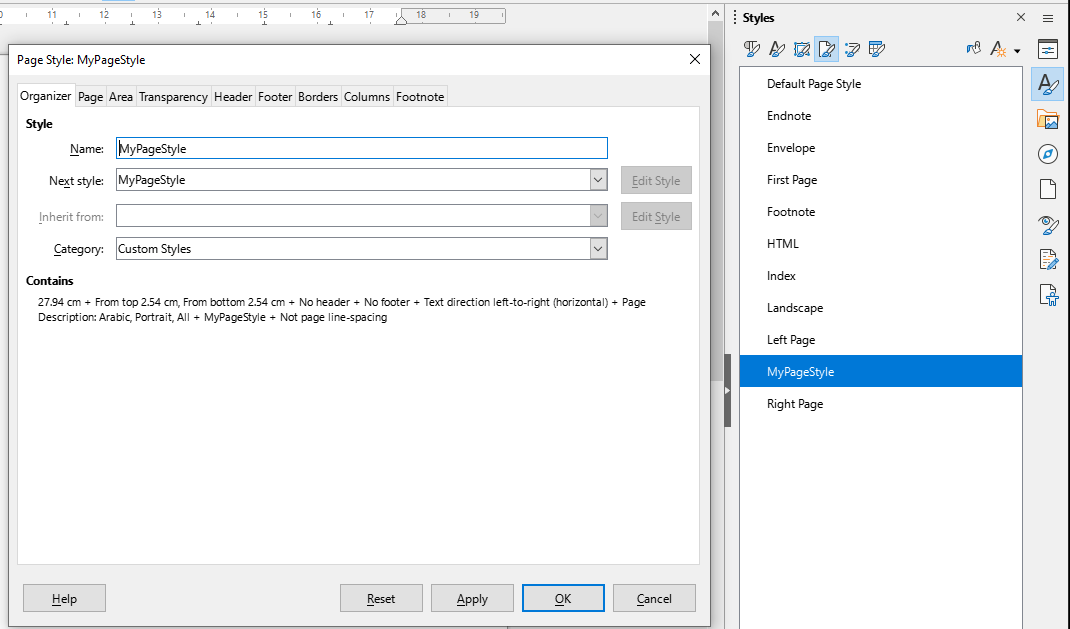 11 12 13 14 15 16 17 18 19
Styles
Page Style: MyPageStyle
Organizer Page Area Transparency Header Footer Borders Columns Footnote
Style
Name: MyPageStyle
Next style: MyPageStyle Edit Style
Inherit from: Edit Style
Category: Custom Styles
Contains
27.94 cm + From top 2.54 cm, From bottom 2.54 cm + No header + No footer + Text direction left-to-right (horizontal) + Page
Description: Arabic, Portrait, All + MyPageStyle + Not page line-spacing
Help Reset Apply OK Cancel
Default Page Style
Endnote
Envelope
First Page
Footnote
HTML
Index
Landscape
Left Page
MyPageStyle
Right Page